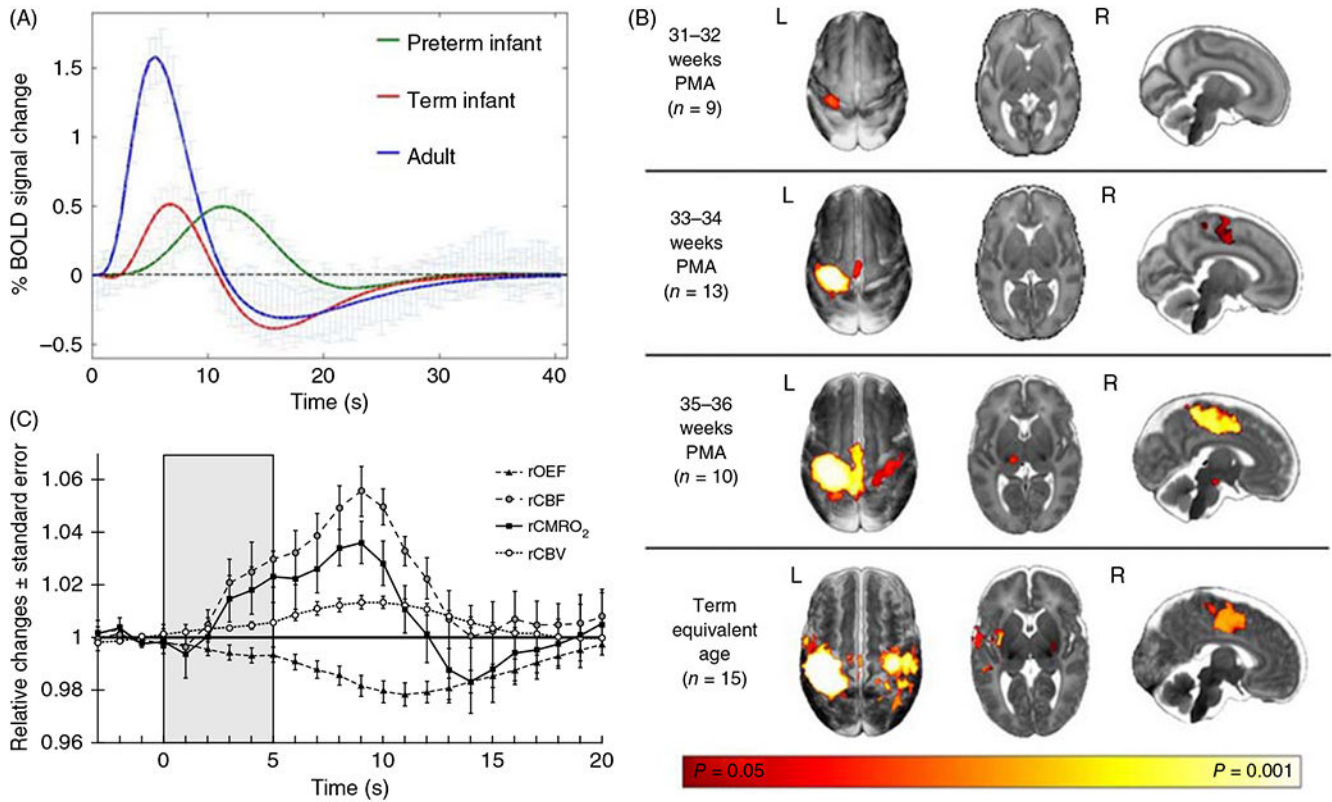 (A)
% BOLD signal change
1.5
1
0.5
0
−0.5
0
10
20
30
40
Time (s)
Preterm infant
Term infant
Adult
(B)
L
R
31–32
weeks
PMA
(n = 9)
L
R
33–34
weeks
PMA
(n = 13)
L
R
35–36
weeks
PMA
(n = 10)
L
R
Term
equivalent
age
(n = 15)
P = 0.05
P = 0.001
(C)
Relative changes ± standard error
1.06
1.04
1.02
1
0.98
0.96
0
5
10
15
20
Time (s)
rOEF
rCBF
rCMRO2
rCBV